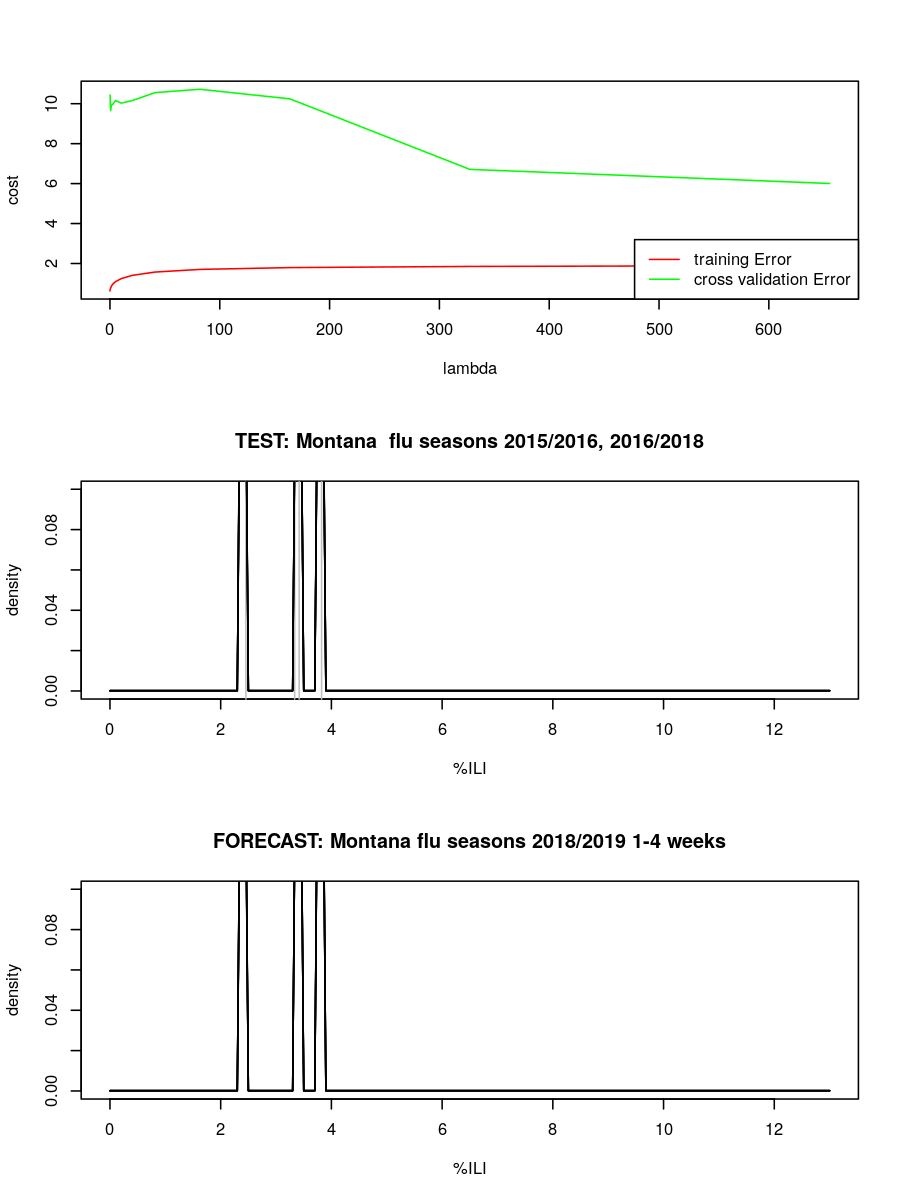 10
8
6
4
2
cost
training Error
cross validation Error
0 100 200 300 400 500 600
lambda
TEST: Montana  flu seasons 2015/2016, 2016/2018
0.08
0.04
0.00
density
0 2 4 6 8 10 12
%ILI
FORECAST: Montana flu seasons 2018/2019 1-4 weeks
0.08
0.04
0.00
density
0 2 4 6 8 10 12
%ILI